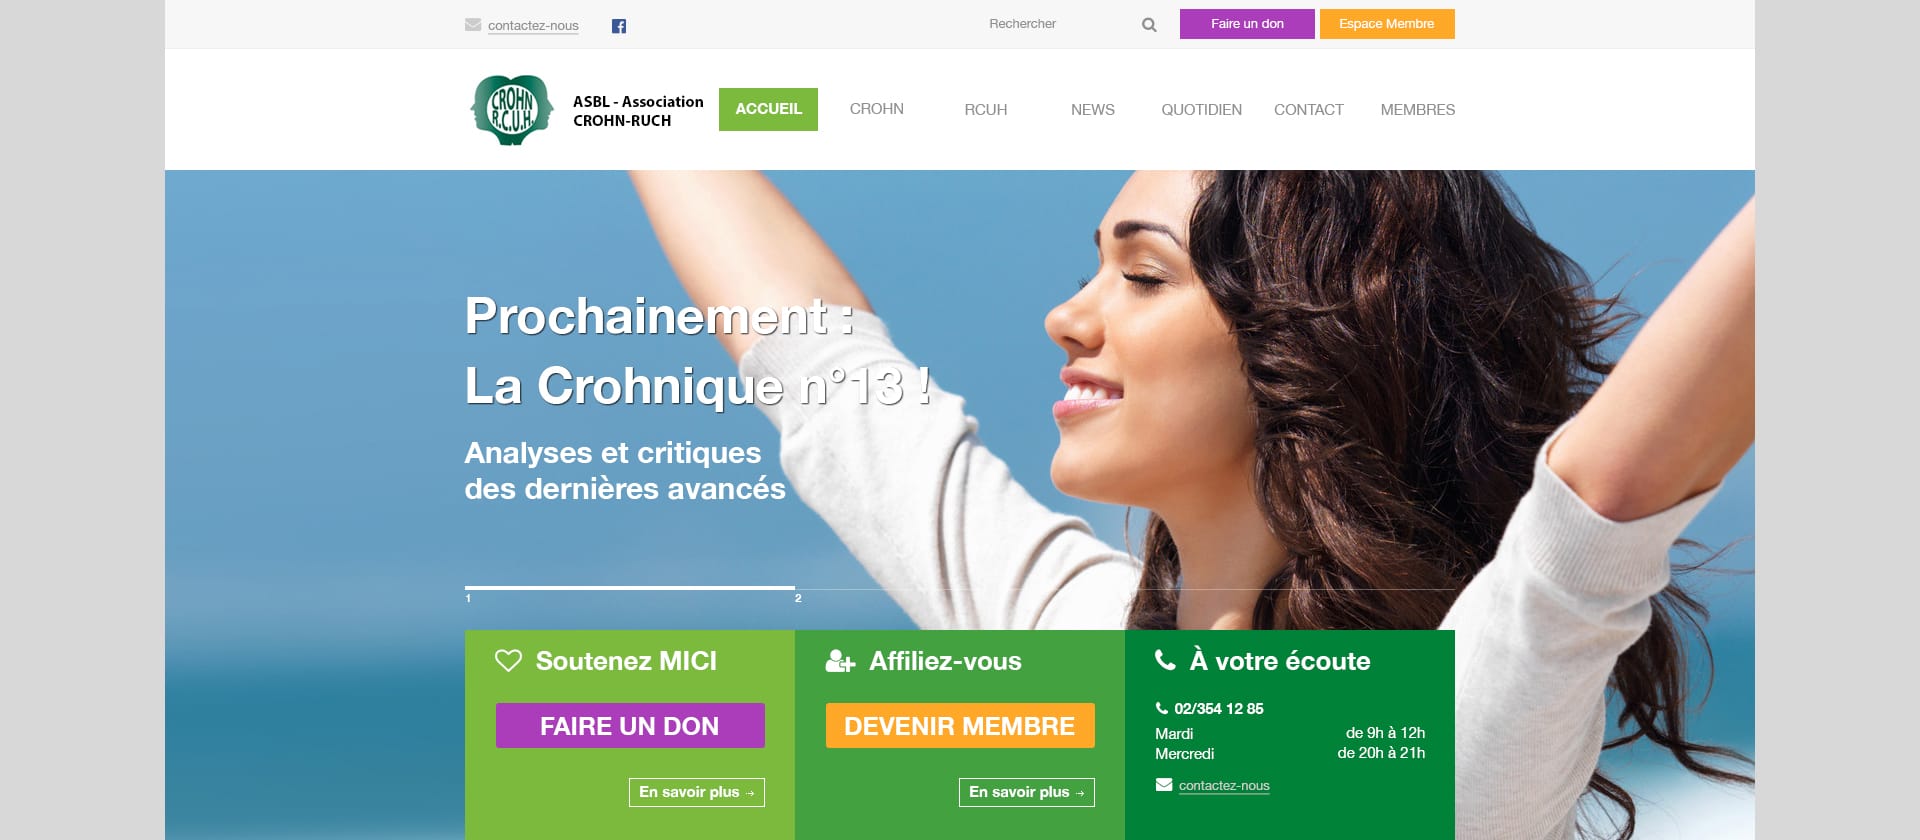 contactez-nous
Rechercher
Faire un don
Espace Membre
CROHN
R.C.U.H.
ASBL - Association
CROHN-RUCH
ACCUEIL
CROHN
RCUH
NEWS
QUOTIDIEN
CONTACT
MEMBRES
Prochainement :
La Crohnique n°13 !
Analyses et critiques
des dernières avancés
1
2
Soutenez MICI
FAIRE UN DON
En savoir plus →
Affiliez-vous
DEVENIR MEMBRE
En savoir plus →
À votre écoute
02/354 12 85
Mardi de 9h à 12h
Mercredi de 20h à 21h
contactez-nous